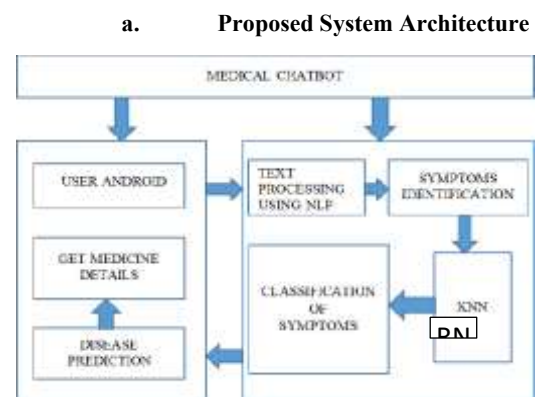 a. Proposed System Architecture
MEDICAL CHATBOT
USER ANDROID
TEXT
PROCESSING
USING NLP
SYMPTOMS
IDENTIFICATION
GET MEDICINE
DETAILS
CLASSIFICATION
OF
SYMPTOMS
KNN
DISEASE
PREDICTION